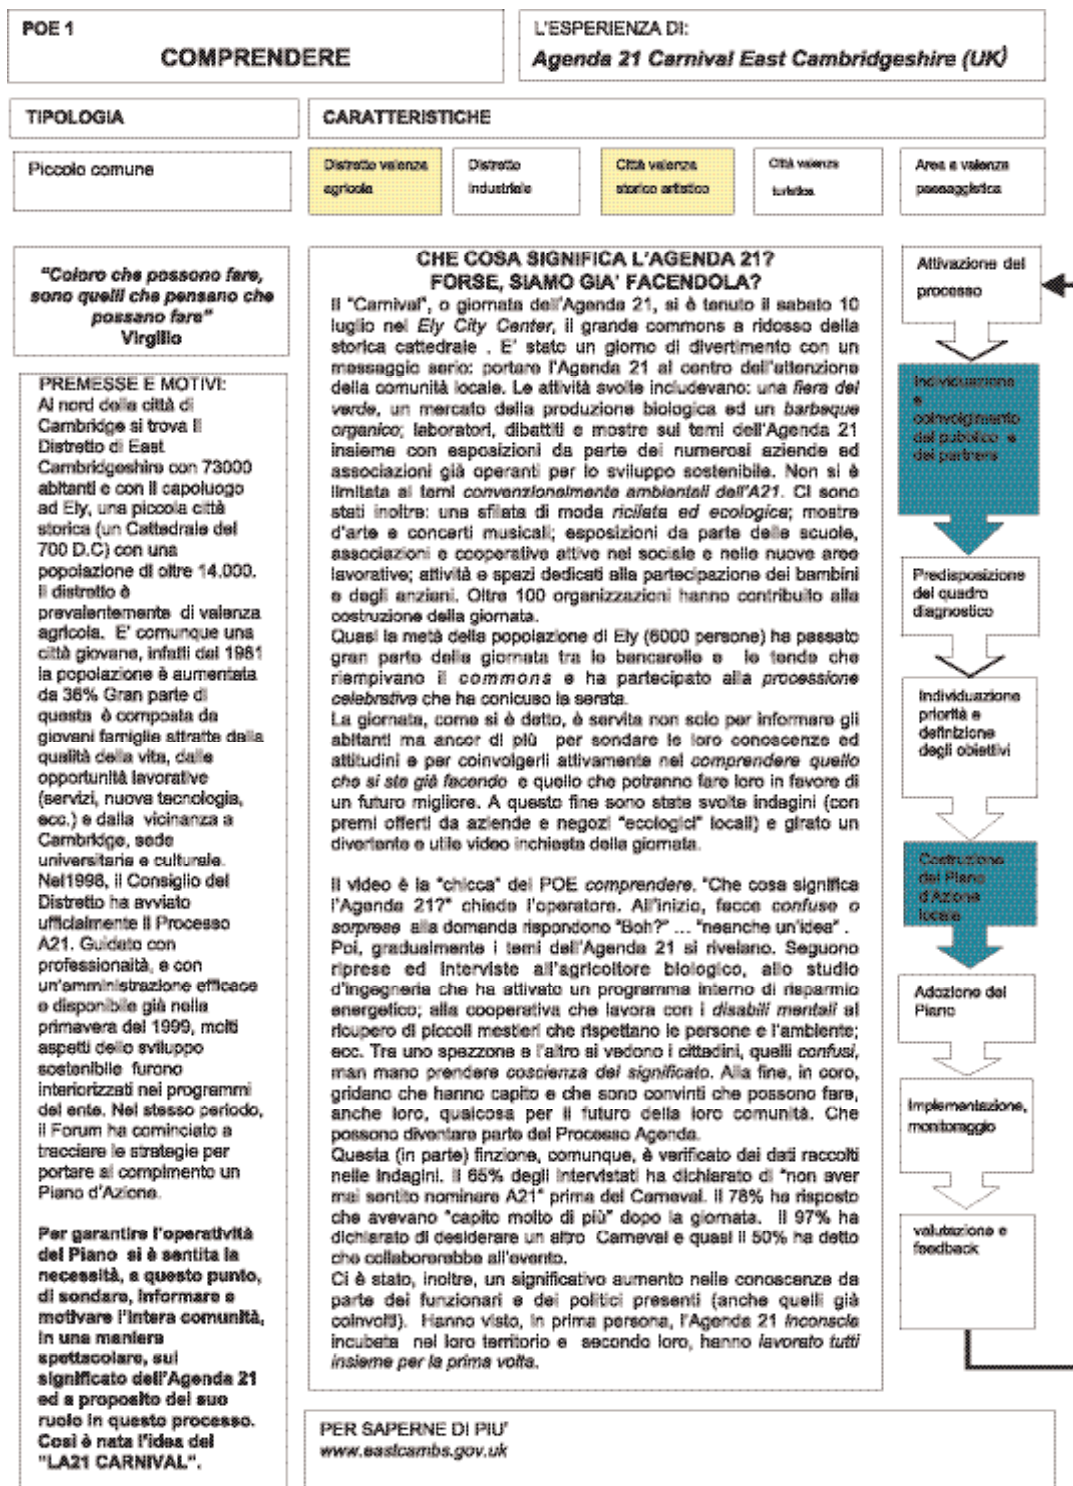 POE 1
COMPRENDERE
L'ESPERIENZA DI:
Agenda 21 Carnival East Cambridgeshire (UK)
TIPOLOGIA
CARATTERISTICHE
Piccolo comune
Distretto valenza
agricola
Distretto
industriale
Città valenza
storico artistico
Città valenza
turistica
Area a valenza
paesaggistica
"Coloro che possono fare,
sono quelli che pensano che
possano fare"
Virgilio
PREMESSE E MOTIVI:
Al nord della città di
Cambridge si trova il
Distretto di East
Cambridgeshire con 73000
abitanti e con il capoluogo
ad Ely, una piccola città
storica (un Cattedrale del
700 D.C) con una
popolazione di oltre 14.000.
Il distretto è
prevalentemente di valenza
agricola. E' comunque una
città giovane, infatti dal 1981
la popolazione è aumentata
da 36% Gran parte di
questa è composta da
giovani famiglie attratte dalla
qualità della vita, dalle
opportunità lavorative
(servizi, nuova tecnologia,
ecc.) e dalla vicinanza a
Cambridge, sede
universitaria e culturale.
Nel1998, il Consiglio del
Distretto ha avviato
ufficialmente il Processo
A21. Guidato con
professionaità, e con
un'amministrazione efficace
e disponibile già nella
primavera del 1999, molti
aspetti dello sviluppo
sostenibile furono
interiorizzati nei programmi
del ente. Nel stesso periodo,
il Forum ha cominciato a
tracciare le strategie per
portare al compimento un
Piano d'Azione.
Per garantire l'operatività
del Piano si è sentita la
necessità, a questo punto,
di sondare, informare e
motivare l'intera comunità,
in una maniera
spettacolare, sul
significato dell'Agenda 21
ed a proposito del suo
ruolo in questo processo.
Così è nata l'idea del
"LA21 CARNIVAL".
CHE COSA SIGNIFICA L'AGENDA 21?
FORSE, SIAMO GIA' FACENDOLA?
Il "Carnival", o giornata dell'Agenda 21, si è tenuto il sabato 10
luglio nel Ely City Center, il grande commons a ridosso della
storica cattedrale . E' stato un giorno di divertimento con un
messaggio serio: portare l'Agenda 21 al centro dell'attenzione
della comunità locale. Le attività svolte includevano: una fiera del
verde, un mercato della produzione biologica ed un barbeque
organico; laboratori, dibattiti e mostre sui temi dell'Agenda 21
insieme con esposizioni da parte dei numerosi aziende ed
associazioni già operanti per lo sviluppo sostenibile. Non si è
limitata ai temi convenzionalmente ambientali dell'A21. Ci sono
stati inoltre: una sfilata di moda ricilata ed ecologica; mostre
d'arte e concerti musicali; esposizioni da parte delle scuole,
associazioni e cooperative attive nel sociale e nelle nuove aree
lavorative; attività e spazi dedicati alla partecipazione dei bambini
e degli anziani. Oltre 100 organizzazioni hanno contribuito alla
costruzione della giornata.
Quasi la metà della popolazione di Ely (6000 persone) ha passato
gran parte della giornata tra le bancarelle e le tende che
riempivano il commons e ha partecipato alla processione
celebrativa che ha conicuso la serata.
La giornata, come si è detto, è servita non solo per informare gli
abitanti ma ancor di più per sondare le loro conoscenze ed
attitudini e per coinvolgerli attivamente nel comprendere quello
che si sta già facendo e quello che potranno fare loro in favore di
un futuro migliore. A questo fine sono state svolte indagini (con
premi offerti da aziende e negozi "ecologici" locali) e girato un
divertente e utile video inchiesta della giornata.
Il video è la "chicca" del POE comprendere. "Che cosa significa
l'Agenda 21?" chiede l'operatore. All'inizio, facce confuse o
sorprese alla domanda rispondono "Boh?" ... "neanche un'idea" .
Poi, gradualmente i temi dell'Agenda 21 si rivelano. Seguono
riprese ed interviste all'agricoltore biologico, allo studio
d'ingegneria che ha attivato un programma interno di risparmio
energetico; alla cooperativa che lavora con i disabili mentali al
ricupero di piccoli mestieri che rispettano le persone e l'ambiente;
ecc. Tra uno spezzone e l'altro si vedono i cittadini, quelli confusi,
man mano prendere coscienza del significato. Alla fine, in coro,
gridano che hanno capito e che sono convinti che possono fare,
anche loro, qualcosa per il futuro della loro comunità. Che
possono diventare parte del Processo Agenda.
Questa (in parte) finzione, comunque, è verificato dai dati raccolti
nelle indagini. Il 65% degli intervistati ha dichiarato di "non aver
mai sentito nominare A21" prima del Carneval. Il 78% ha risposto
che avevano "capito molto di più" dopo la giornata. Il 97% ha
dichiarato di desiderare un altro Carneval e quasi il 50% ha detto
che collaborerebbe all'evento.
Ci è stato, inoltre, un significativo aumento nelle conoscenze da
parte dei funzionari e dei politici presenti (anche quelli già
coinvolti). Hanno visto, in prima persona, l'Agenda 21 inconscia
incubata nel loro territorio e secondo loro, hanno lavorato tutti
insieme per la prima volta.
Attivazione del
processo
Individuazione
e
coinvolgimento
del pubblico e
dei partners
Predisposizione
del quadro
diagnostico
Individuazione
priorità e
definizione
degli obiettivi
Costruzione
del Piano
d'Azione
locale
Adozione del
Piano
Implementazione,
monitoraggio
valutazione e
feedback
PER SAPERNE DI PIU'
www.eastcambs.gov.uk